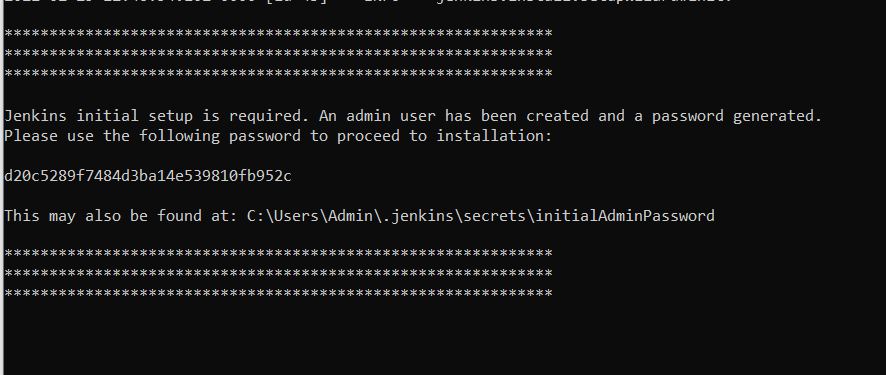 *************************************************************
*************************************************************
*************************************************************
Jenkins initial setup is required. An admin user has been created and a password generated.
Please use the following password to proceed to installation:
d20c5289f7484d3ba14e539810fb952c
This may also be found at: C:\Users\Admin\.jenkins\secrets\initialAdminPassword
*************************************************************
*************************************************************
*************************************************************